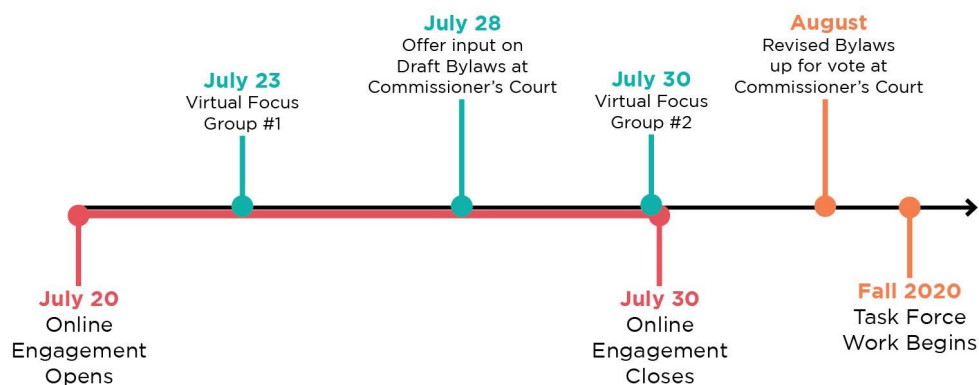 July 23
Virtual Focus
Group #1
July 28
Offer input on
Draft Bylaws at
Commissioner's Court
July 30
Virtual Focus
Group #2
August
Revised Bylaws
up for vote at
Commissioner's Court
July 20
Online
Engagement
Opens
July 30
Online
Engagement
Closes
Fall 2020
Task Force
Work Begins